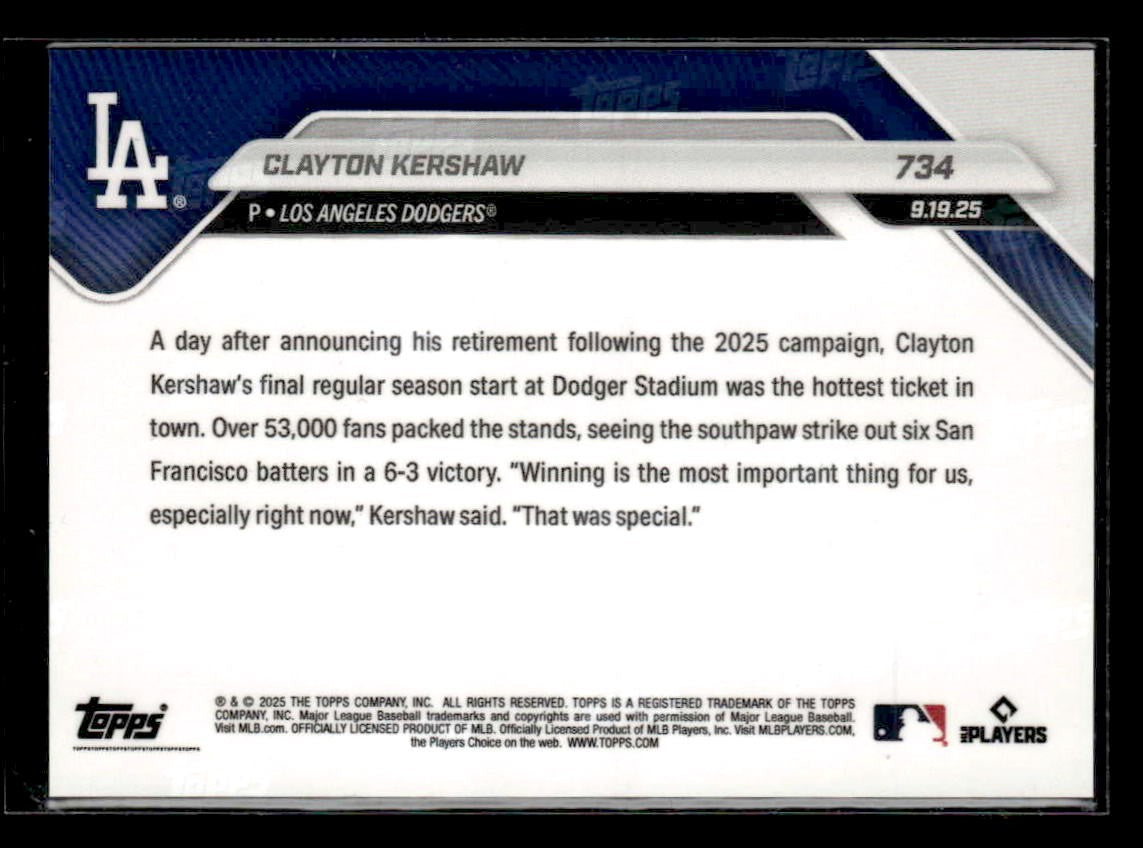 LA®
CLAYTON KERSHAW 734
P • LOS ANGELES DODGERS® 9.19.25
A day after announcing his retirement following the 2025 campaign, Clayton
Kershaw's final regular season start at Dodger Stadium was the hottest ticket in
town. Over 53,000 fans packed the stands, seeing the southpaw strike out six San
Francisco batters in a 6-3 victory. "Winning is the most important thing for us,
especially right now," Kershaw said. "That was special."
® & © 2025 THE TOPPS COMPANY, INC. ALL RIGHTS RESERVED. TOPPS IS A REGISTERED TRADEMARK OF THE TOPPS
COMPANY, INC. Major League Baseball trademarks and copyrights are used with permission of Major League Baseball.
Visit MLB.com. OFFICIALLY LICENSED PRODUCT OF MLB. Officially Licensed Product of MLB Players, Inc. Visit MLBPLAYERS.COM,
the Players Choice on the web. WWW.TOPPS.COM
Topps
TOPPSTOPPSTOPPSTOPPSTOPPSTOPPSTOPPS
MLB PLAYERS